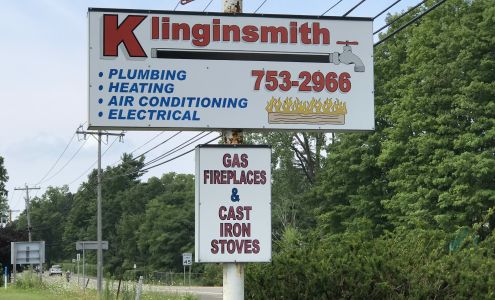 Klinginsmith
• PLUMBING
• HEATING
• AIR CONDITIONING
• ELECTRICAL
753-2966
GAS
FIREPLACES
&
CAST
IRON
STOVES